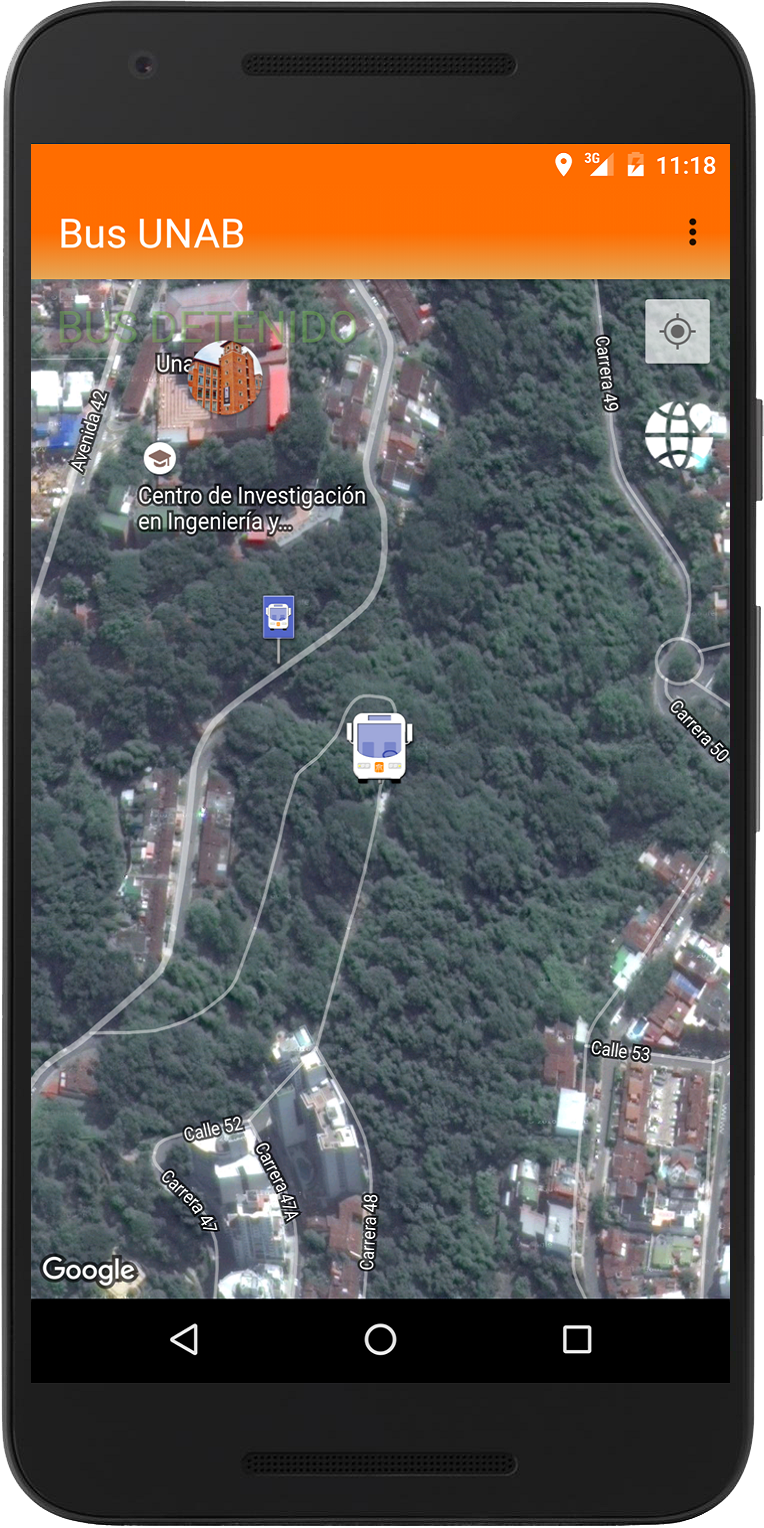 3G
11:18
Bus UNAB
BUS DETENIDO
Una
Avenida 42
Carrera 49
Centro de Investigación
en Ingeniería y...
Carrera 50
Calle 53
Calle 52
Carrera 47
Carrera 47A
Carrera 48
Google